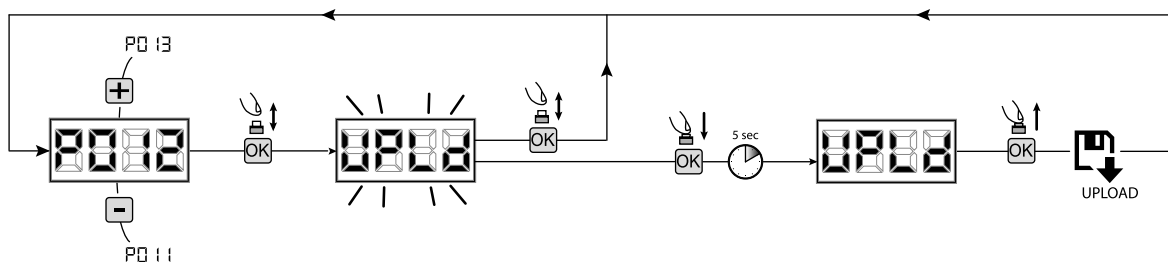 P013
+
P012
OK
UPLd
OK
OK
5 sec
UPLd
OK
UPLOAD
-
P011